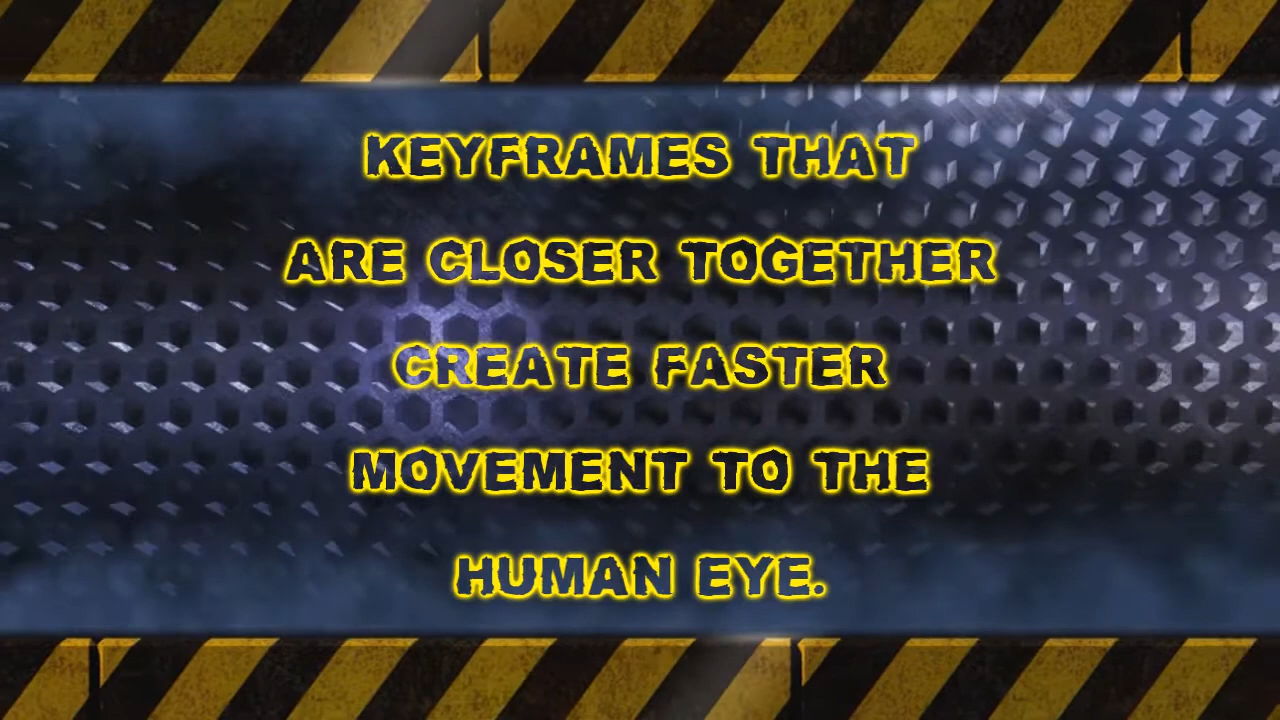 KEYFRAMES THAT
ARE CLOSER TOGETHER
CREATE FASTER
MOVEMENT TO THE
HUMAN EYE.